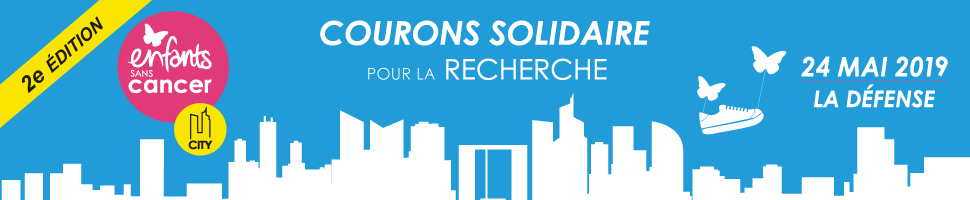 2e ÉDITION
enfants
SANS
cancer
CITY
COURONS SOLIDAIRE
POUR LA RECHERCHE
24 MAI 2019
LA DÉFENSE